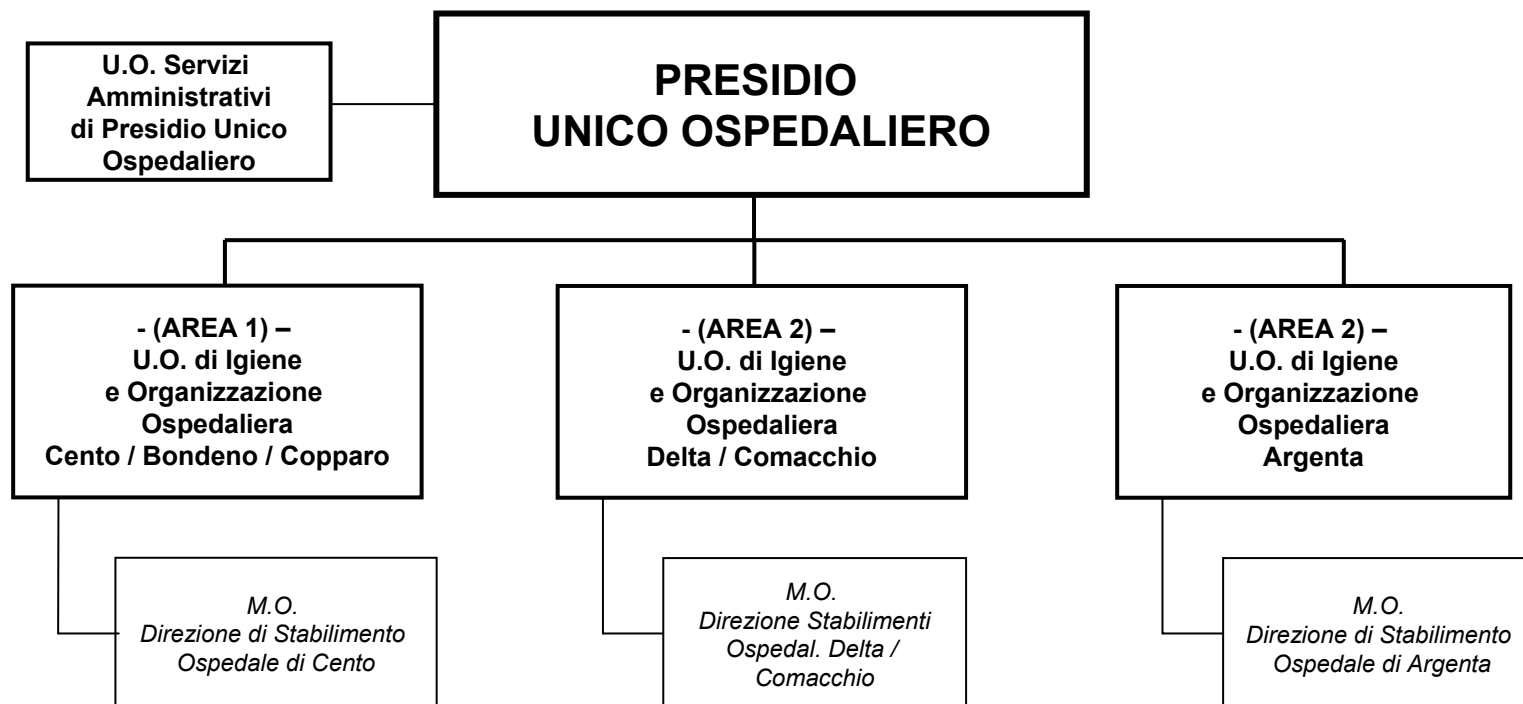 U.O. Servizi
Amministrativi
di Presidio Unico
Ospedaliero
PRESIDIO
UNICO OSPEDALIERO
- (AREA 1) –
U.O. di Igiene
e Organizzazione
Ospedaliera
Cento / Bondeno / Copparo
- (AREA 2) –
U.O. di Igiene
e Organizzazione
Ospedaliera
Delta / Comacchio
- (AREA 2) –
U.O. di Igiene
e Organizzazione
Ospedaliera
Argenta
M.O.
Direzione di Stabilimento
Ospedale di Cento
M.O.
Direzione Stabilimenti
Ospedal. Delta /
Comacchio
M.O.
Direzione di Stabilimento
Ospedale di Argenta